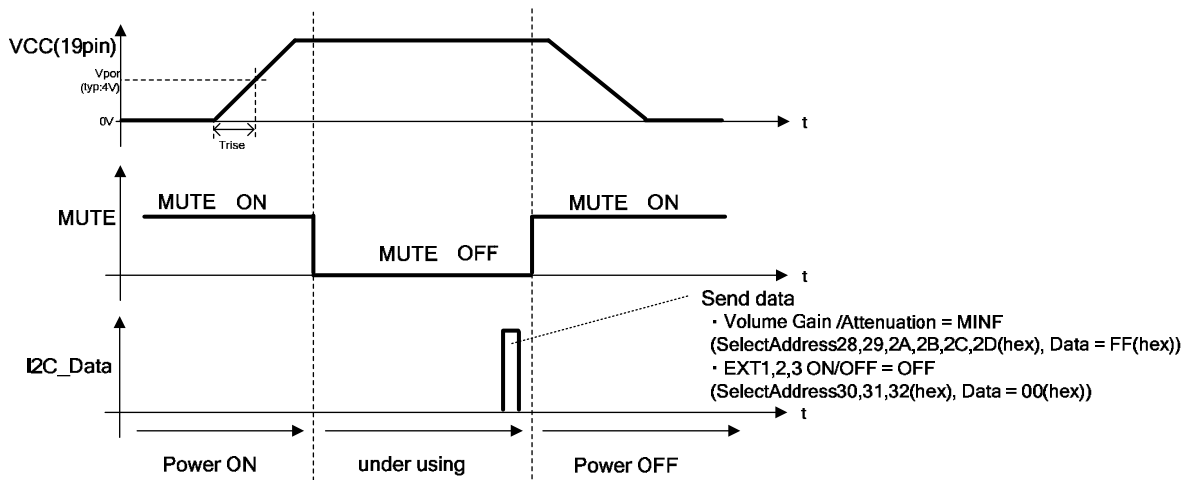 VCC(19pin)
Vpor
(typ:4V)
0V
Trise
t
MUTE
MUTE ON
MUTE OFF
MUTE ON
t
Send data
・Volume Gain /Attenuation = MINF
(SelectAddress28,29,2A,2B,2C,2D(hex), Data = FF(hex))
・EXT1,2,3 ON/OFF = OFF
(SelectAddress30,31,32(hex), Data = 00(hex))
I2C_Data
t
Power ON
under using
Power OFF